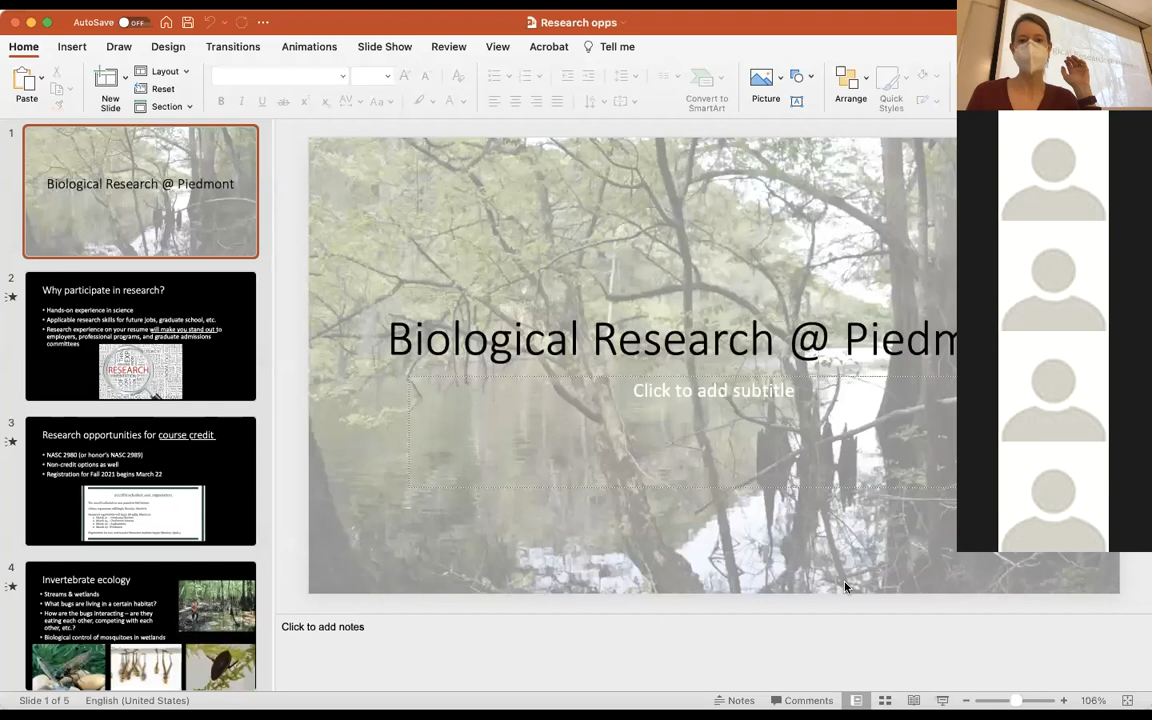 AutoSave OFF
Research opps
Home Insert Draw Design Transitions Animations Slide Show Review View Acrobat Tell me
Paste
New
Slide
Layout
Reset
Section
Convert to
SmartArt
Picture
Arrange
Quick
Styles
1
Biological Research @ Piedmont
2
Why participate in research?
• Hands-on experience in science
• Applicable research skills for future jobs, graduate school, etc.
• Research experience on your resume will make you stand out to
employers, professional programs, and graduate admissions
committees
RESEARCH
3
Research opportunities for course credit
• NASC 2980 (or honor's NASC 2989)
• Non-credit options as well
• Registration for Fall 2021 begins March 22
4
Invertebrate ecology
• Streams & wetlands
• What bugs are living in a certain habitat?
• How are the bugs interacting – are they
eating each other, competing with each
other, etc.?
• Biological control of mosquitoes in wetlands
Biological Research @ Piedm
Click to add subtitle
Click to add notes
Slide 1 of 5 English (United States) Notes Comments 106%